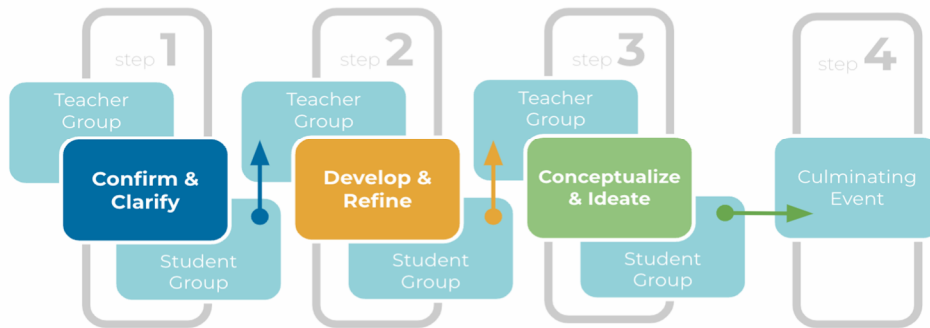 step 1
Teacher
Group
Confirm &
Clarify
Student
Group
step 2
Teacher
Group
Develop &
Refine
Student
Group
step 3
Teacher
Group
Conceptualize
& Ideate
Student
Group
step 4
Culminating
Event